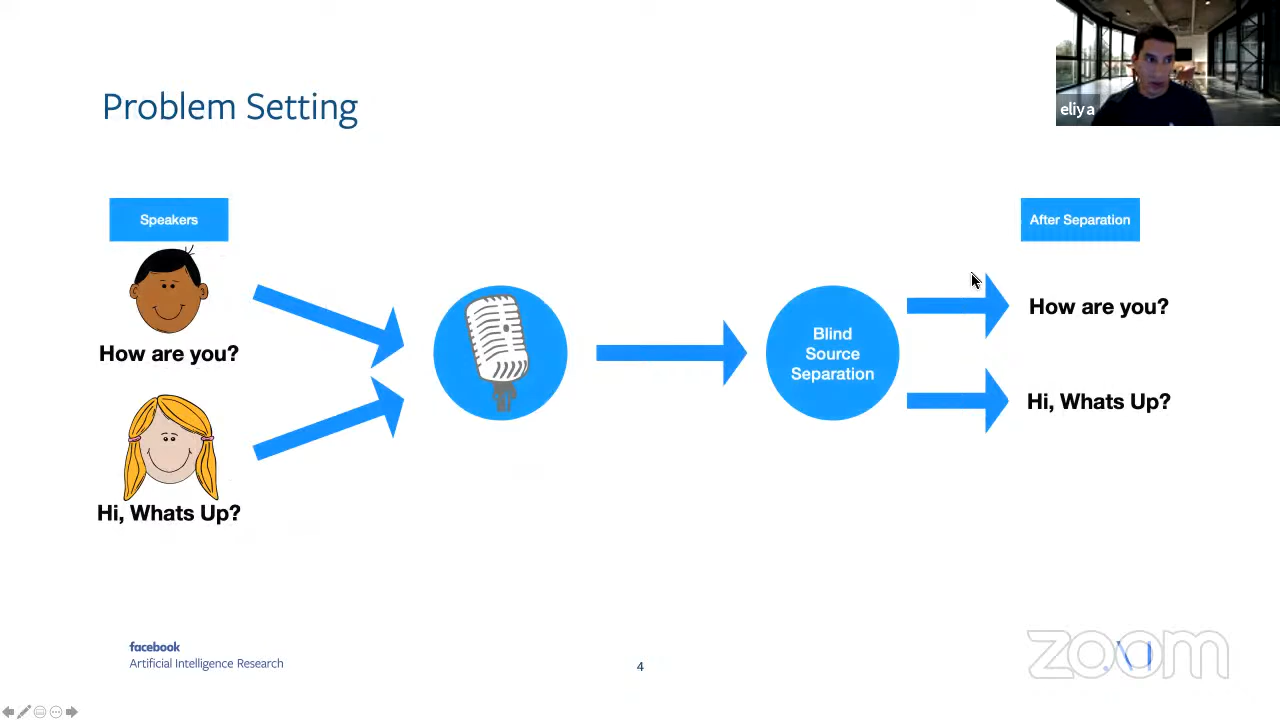 eliya
Problem Setting
Speakers
After Separation
How are you?
Hi, Whats Up?
Blind
Source
Separation
How are you?
Hi, Whats Up?
facebook
Artificial Intelligence Research
4
zoom